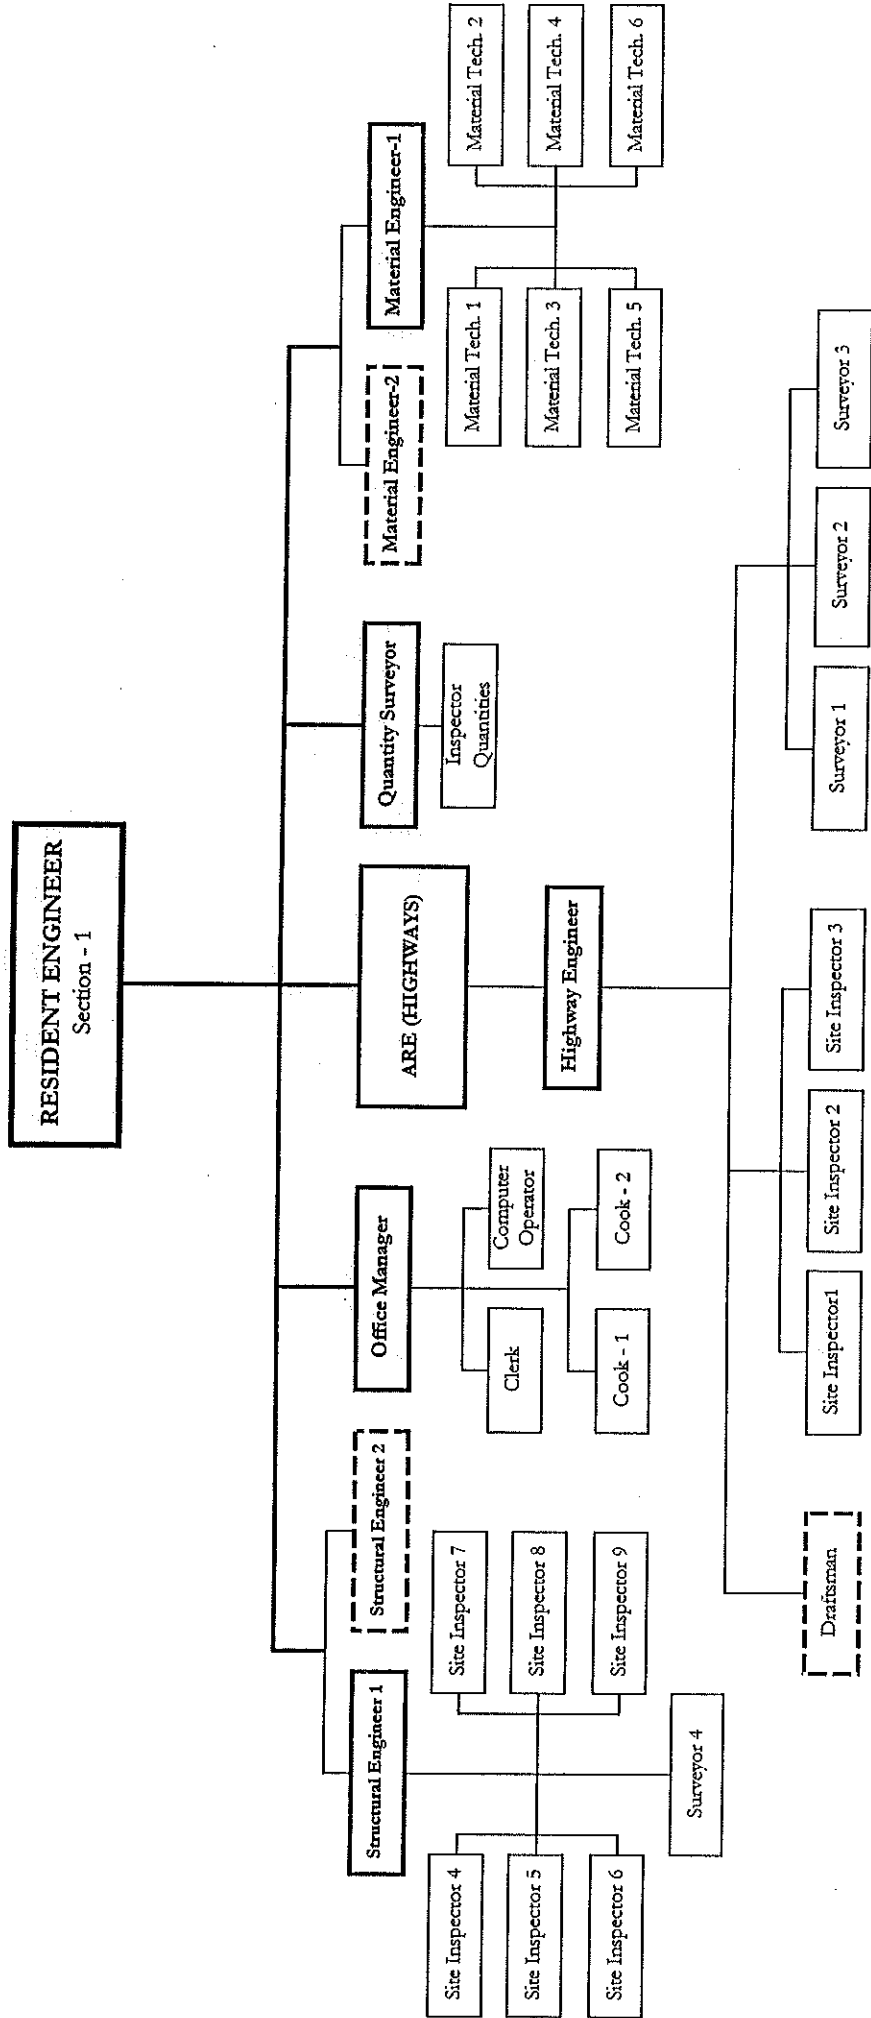 RESIDENT ENGINEER
Section - 1
Structural Engineer 1
Structural Engineer 2
Office Manager
ARE (HIGHWAYS)
Quantity Surveyor
Material Engineer-2
Material Engineer-1
Site Inspector 4
Site Inspector 7
Site Inspector 5
Site Inspector 8
Site Inspector 6
Site Inspector 9
Surveyor 4
Clerk
Computer
Operator
Cook - 1
Cook - 2
Highway Engineer
Inspector
Quantities
Material Tech. 1
Material Tech. 2
Material Tech. 3
Material Tech. 4
Material Tech. 5
Material Tech. 6
Draftsman
Site Inspector1
Site Inspector 2
Site Inspector 3
Surveyor 1
Surveyor 2
Surveyor 3